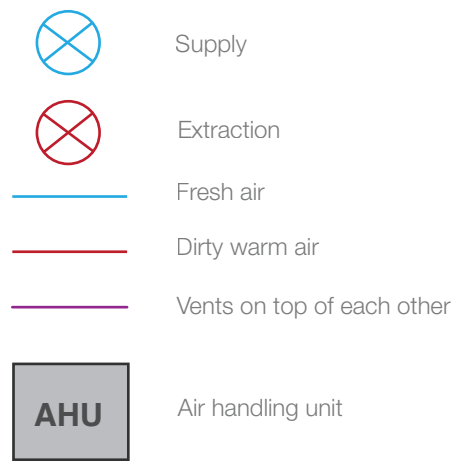 Supply
Extraction
Fresh air
Dirty warm air
Vents on top of each other
AHU Air handling unit